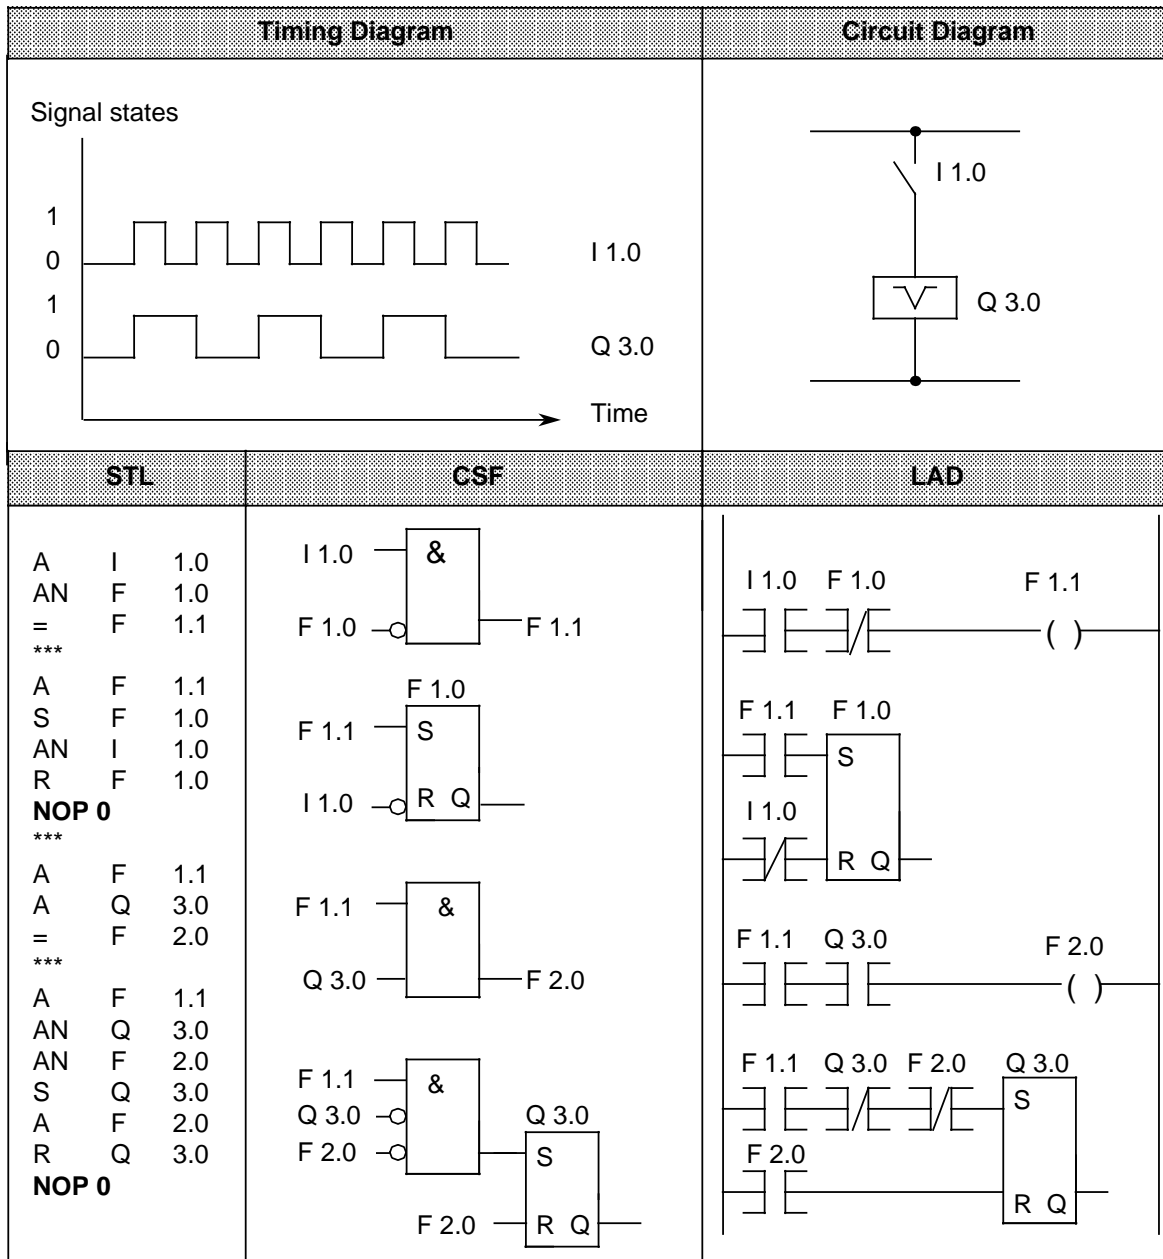 Timing Diagram
Circuit Diagram
Signal states
1
0
I 1.0
1
0
Q 3.0
Time
I 1.0
Q 3.0
STL
CSF
LAD
A I 1.0
AN F 1.0
= F 1.1
***
A F 1.1
S F 1.0
AN I 1.0
R F 1.0
NOP 0
***
A F 1.1
A Q 3.0
= F 2.0
***
A F 1.1
AN Q 3.0
AN F 2.0
S Q 3.0
A F 2.0
R Q 3.0
NOP 0
I 1.0 &
F 1.0 F 1.1
F 1.0
F 1.1 S
I 1.0 R Q
F 1.1 &
Q 3.0 F 2.0
F 1.1 &
Q 3.0 Q 3.0
F 2.0 S
F 2.0 R Q
I 1.0 F 1.0 F 1.1
( )
F 1.1 F 1.0
S
I 1.0
R Q
F 1.1 Q 3.0 F 2.0
( )
F 1.1 Q 3.0 F 2.0 Q 3.0
S
F 2.0
R Q